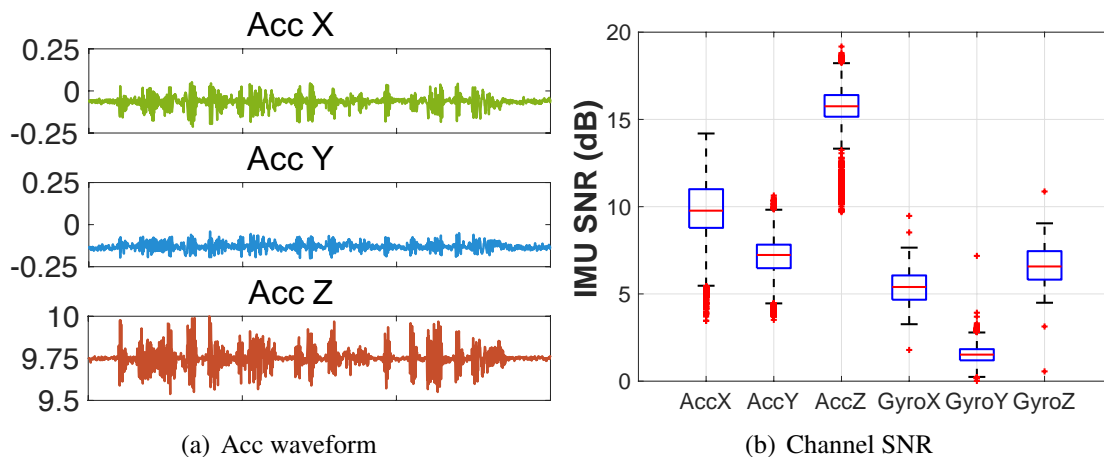 Acc X
0.25
0
-0.25
Acc Y
0.25
0
-0.25
Acc Z
10
9.75
9.5
(a) Acc waveform
IMU SNR (dB)
20
15
10
5
0
AccX AccY AccZ GyroX GyroY GyroZ
(b) Channel SNR